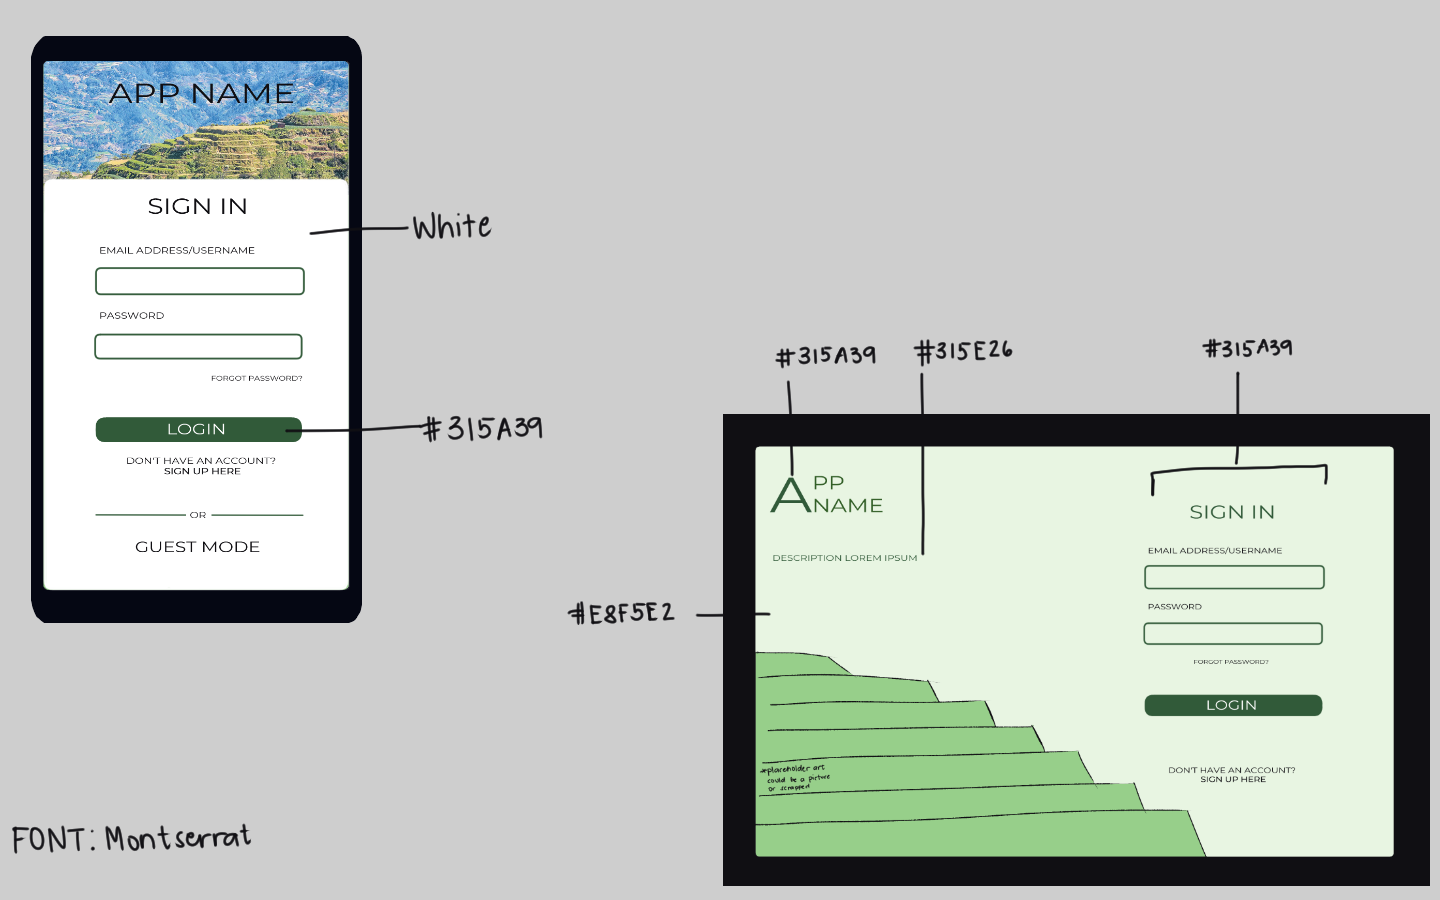 APP NAME
SIGN IN
White
EMAIL ADDRESS/USERNAME
PASSWORD
FORGOT PASSWORD?
LOGIN
#315A39
DON'T HAVE AN ACCOUNT?
SIGN UP HERE
OR
GUEST MODE
FONT: Montserrat
#315A39
#315E26
#315A39
APP
NAME
DESCRIPTION LOREM IPSUM
#E8F5E2
*placeholder art
could be a picture
or scrapped
SIGN IN
EMAIL ADDRESS/USERNAME
PASSWORD
FORGOT PASSWORD?
LOGIN
DON'T HAVE AN ACCOUNT?
SIGN UP HERE